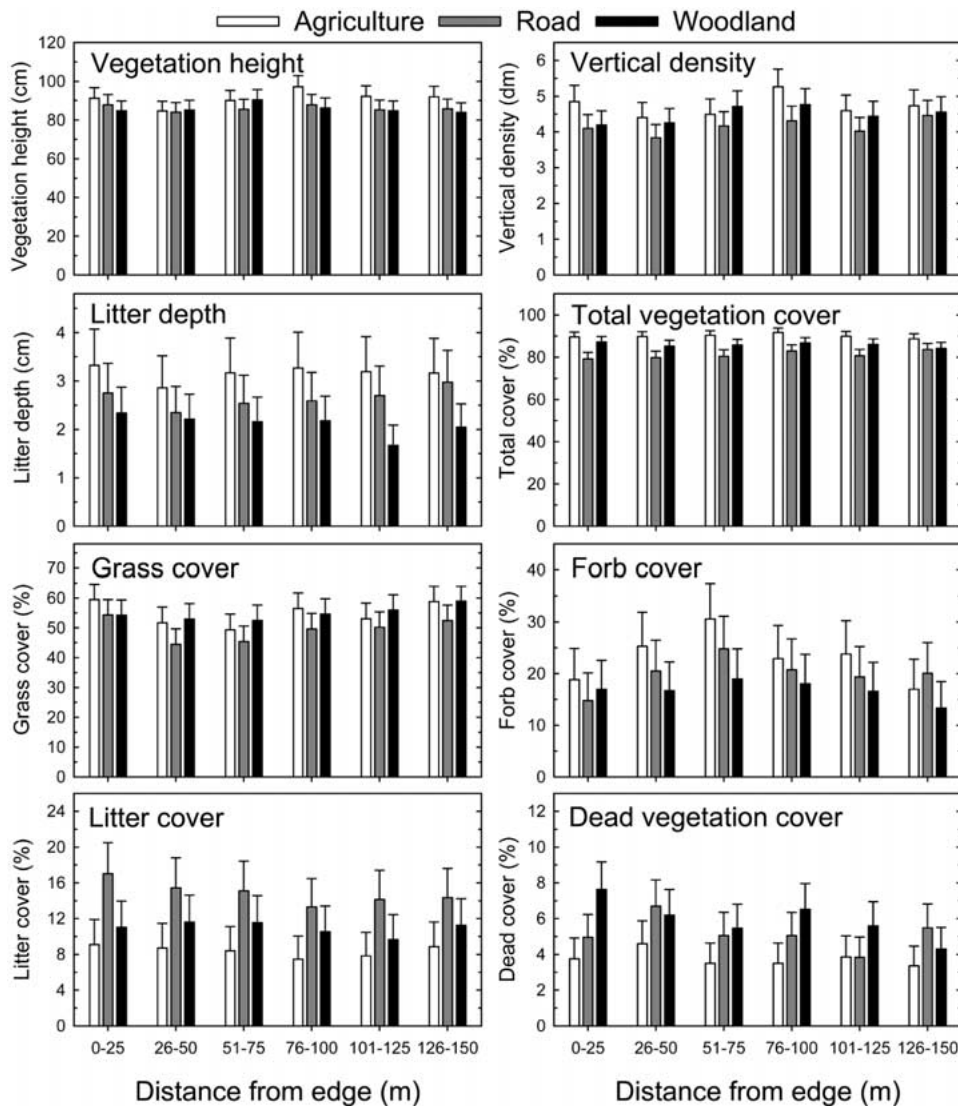 Agriculture Road Woodland
Vegetation height
Vegetation height (cm)
120
100
80
60
40
20
0
Vertical density
Vertical density (dm)
6
5
4
3
2
1
0
Litter depth
Litter depth (cm)
4
3
2
1
0
Total vegetation cover
Total cover (%)
100
80
60
40
20
0
Grass cover
Grass cover (%)
70
60
50
40
30
20
10
0
Forb cover
Forb cover (%)
40
30
20
10
0
Litter cover
Litter cover (%)
24
20
16
12
8
4
0
0-25 26-50 51-75 76-100 101-125 126-150
Distance from edge (m)
Dead vegetation cover
Dead cover (%)
12
10
8
6
4
2
0
0-25 26-50 51-75 76-100 101-125 126-150
Distance from edge (m)